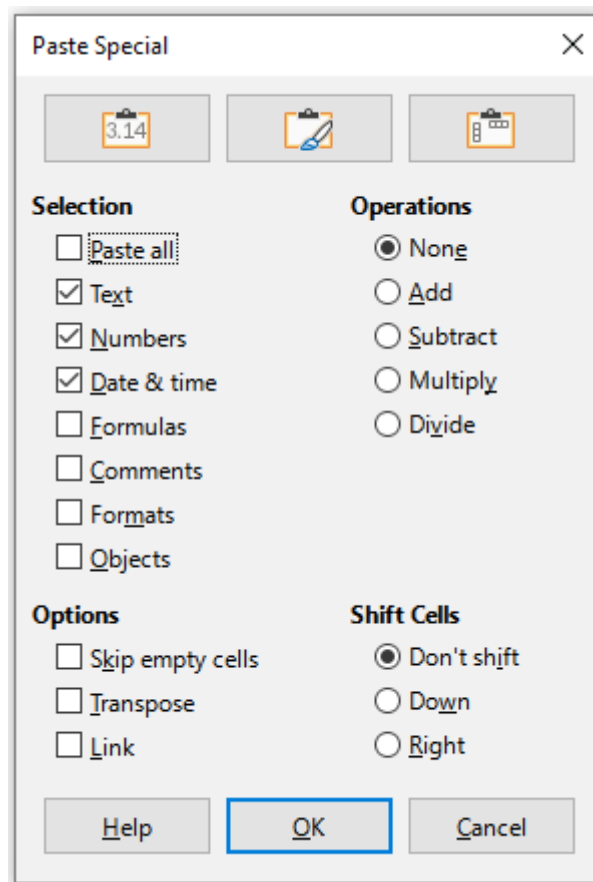 Paste Special
3.14
Selection
Paste all
Text
Numbers
Date & time
Formulas
Comments
Formats
Objects
Operations
None
Add
Subtract
Multiply
Divide
Options
Skip empty cells
Transpose
Link
Shift Cells
Don't shift
Down
Right
Help
OK
Cancel